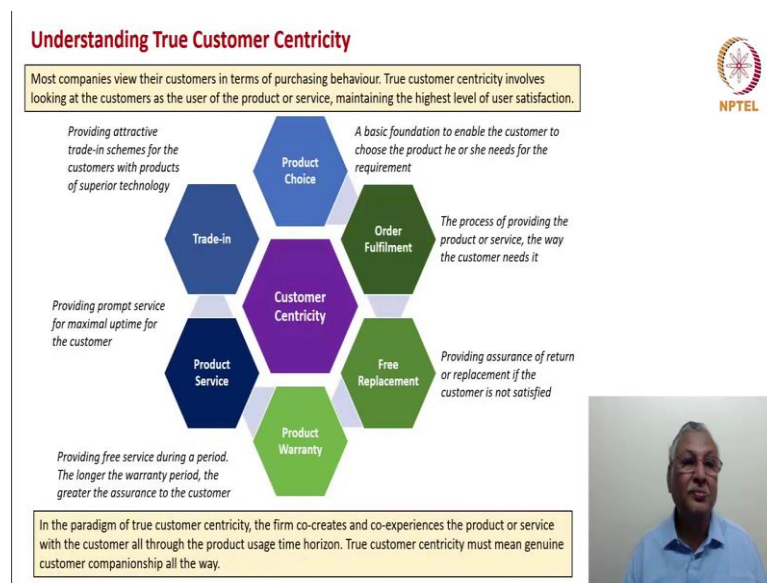 Understanding True Customer Centricity
Most companies view their customers in terms of purchasing behaviour. True customer centricity involves
looking at the customers as the user of the product or service, maintaining the highest level of user satisfaction.
NPTEL
Providing attractive
trade-in schemes for the
customers with products
of superior technology
Product
Choice
A basic foundation to enable the customer to
choose the product he or she needs for the
requirement
Trade-in
Order
Fulfilment
The process of providing the
product or service, the way
the customer needs it
Customer
Centricity
Providing prompt service
for maximal uptime for
the customer
Product
Service
Free
Replacement
Providing assurance of return
or replacement if the
customer is not satisfied
Product
Warranty
Providing free service during a period.
The longer the warranty period, the
greater the assurance to the customer
In the paradigm of true customer centricity, the firm co-creates and co-experiences the product or service
with the customer all through the product usage time horizon. True customer centricity must mean genuine
customer companionship all the way.